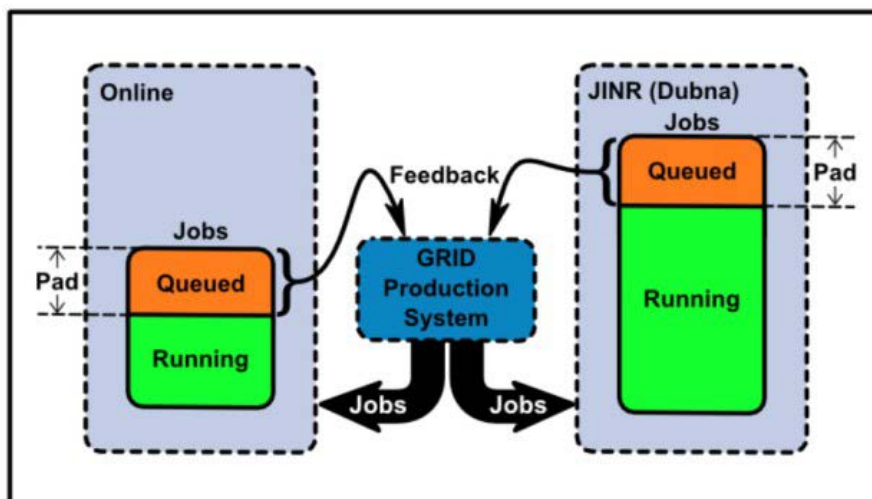 Online
Jobs
Pad
Queued
Running
Feedback
GRID
Production
System
Jobs
Jobs
JINR (Dubna)
Jobs
Queued
Pad
Running